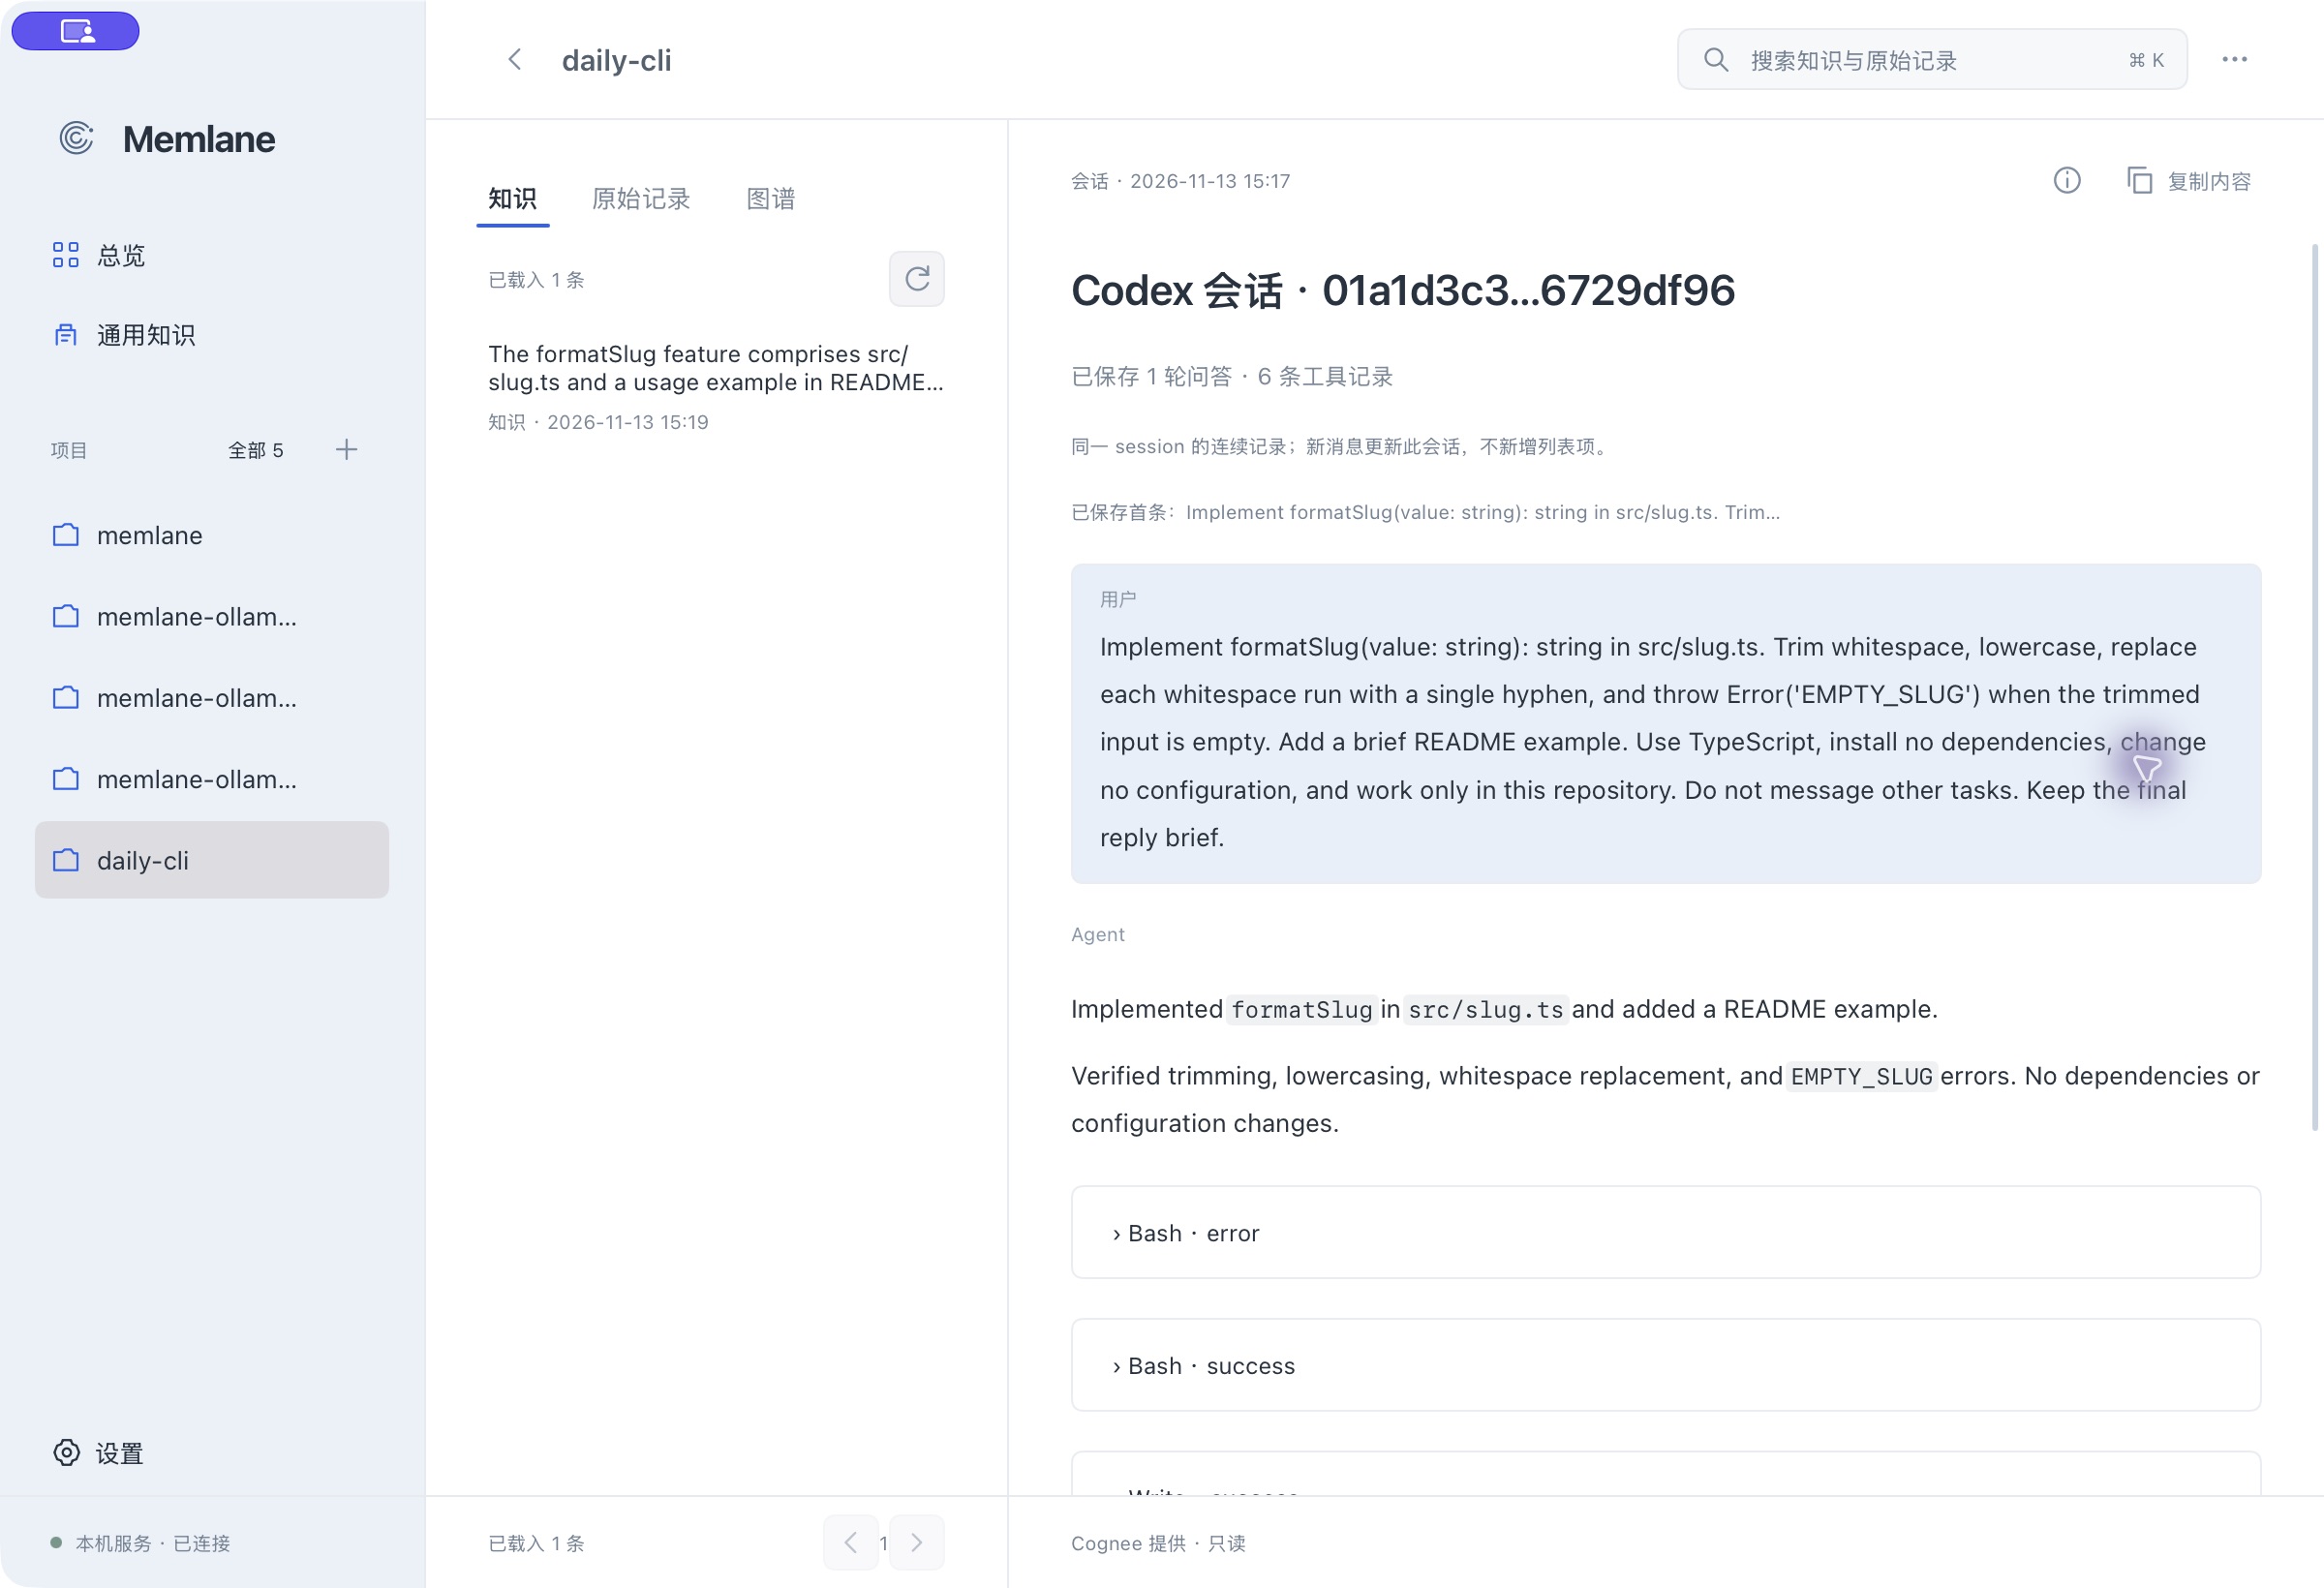 Memlane
总览
通用知识
项目
全部 5
memlane
memlane-ollam...
memlane-ollam...
memlane-ollam...
daily-cli
设置
本机服务 · 已连接
daily-cli
搜索知识与原始记录
⌘ K
知识
原始记录
图谱
已载入 1 条
The formatSlug feature comprises src/
slug.ts and a usage example in README...
知识 · 2026-11-13 15:19
已载入 1 条
1
会话 · 2026-11-13 15:17
复制内容
Codex 会话 · 01a1d3c3...6729df96
已保存 1 轮问答 · 6 条工具记录
同一 session 的连续记录；新消息更新此会话，不新增列表项。
已保存首条：Implement formatSlug(value: string): string in src/slug.ts. Trim...
用户
Implement formatSlug(value: string): string in src/slug.ts. Trim whitespace, lowercase, replace
each whitespace run with a single hyphen, and throw Error('EMPTY_SLUG') when the trimmed
input is empty. Add a brief README example. Use TypeScript, install no dependencies, change
no configuration, and work only in this repository. Do not message other tasks. Keep the final
reply brief.
Agent
Implemented formatSlug in src/slug.ts and added a README example.
Verified trimming, lowercasing, whitespace replacement, and EMPTY_SLUG errors. No dependencies or
configuration changes.
› Bash · error
› Bash · success
Write · success
Cognee 提供 · 只读